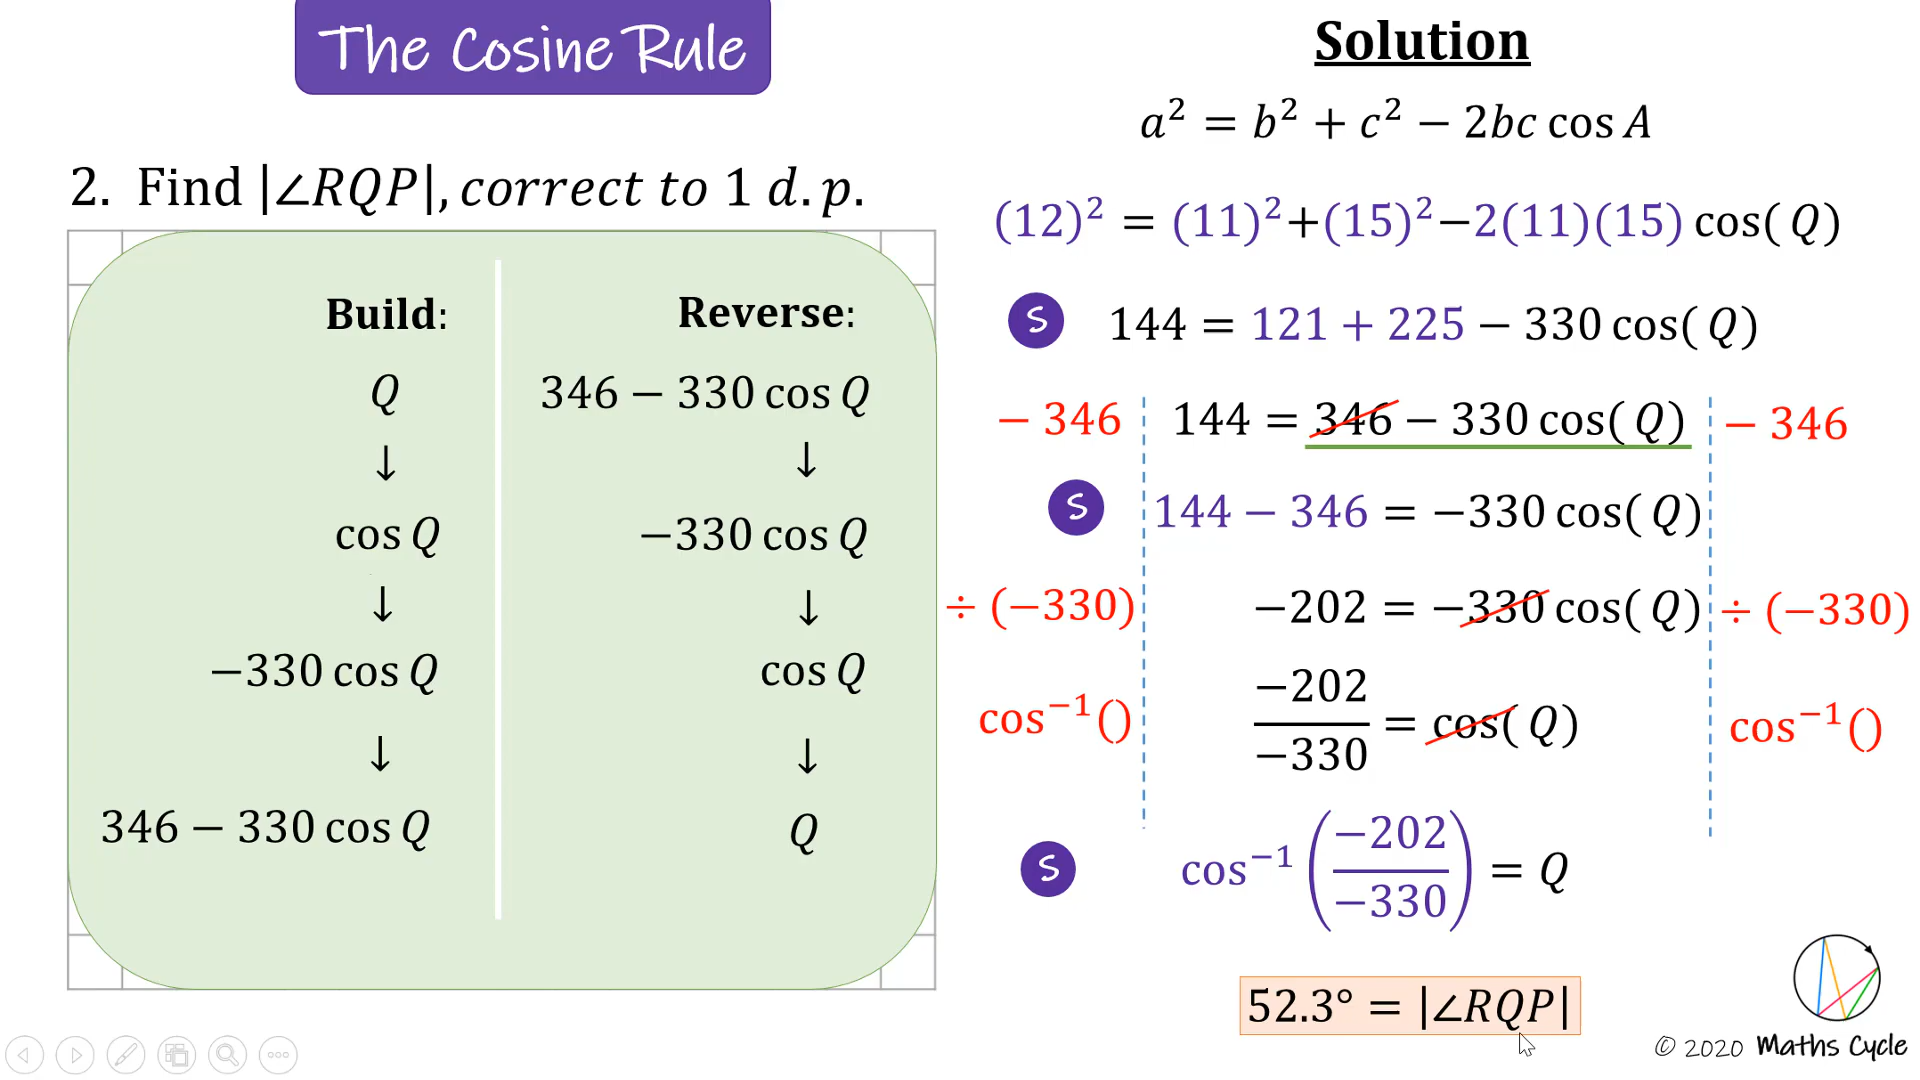 The Cosine Rule
2. Find |∠RQP|, correct to 1 d.p.
Build:
Q
↓
cos Q
↓
−330 cos Q
↓
346 − 330 cos Q
Reverse:
346 − 330 cos Q
↓
−330 cos Q
↓
cos Q
↓
Q
Solution
a² = b² + c² − 2bc cos A
(12)² = (11)²+(15)²−2(11)(15) cos( Q)
S 144 = 121 + 225 − 330 cos( Q)
− 346 144 = 346 − 330 cos( Q) − 346
S 144 − 346 = −330 cos( Q)
÷ (−330) −202 = −330 cos( Q) ÷ (−330)
cos⁻¹() −202/−330 = cos( Q) cos⁻¹()
S cos⁻¹(−202/−330) = Q
52.3° = |∠RQP|
© 2020 Maths Cycle